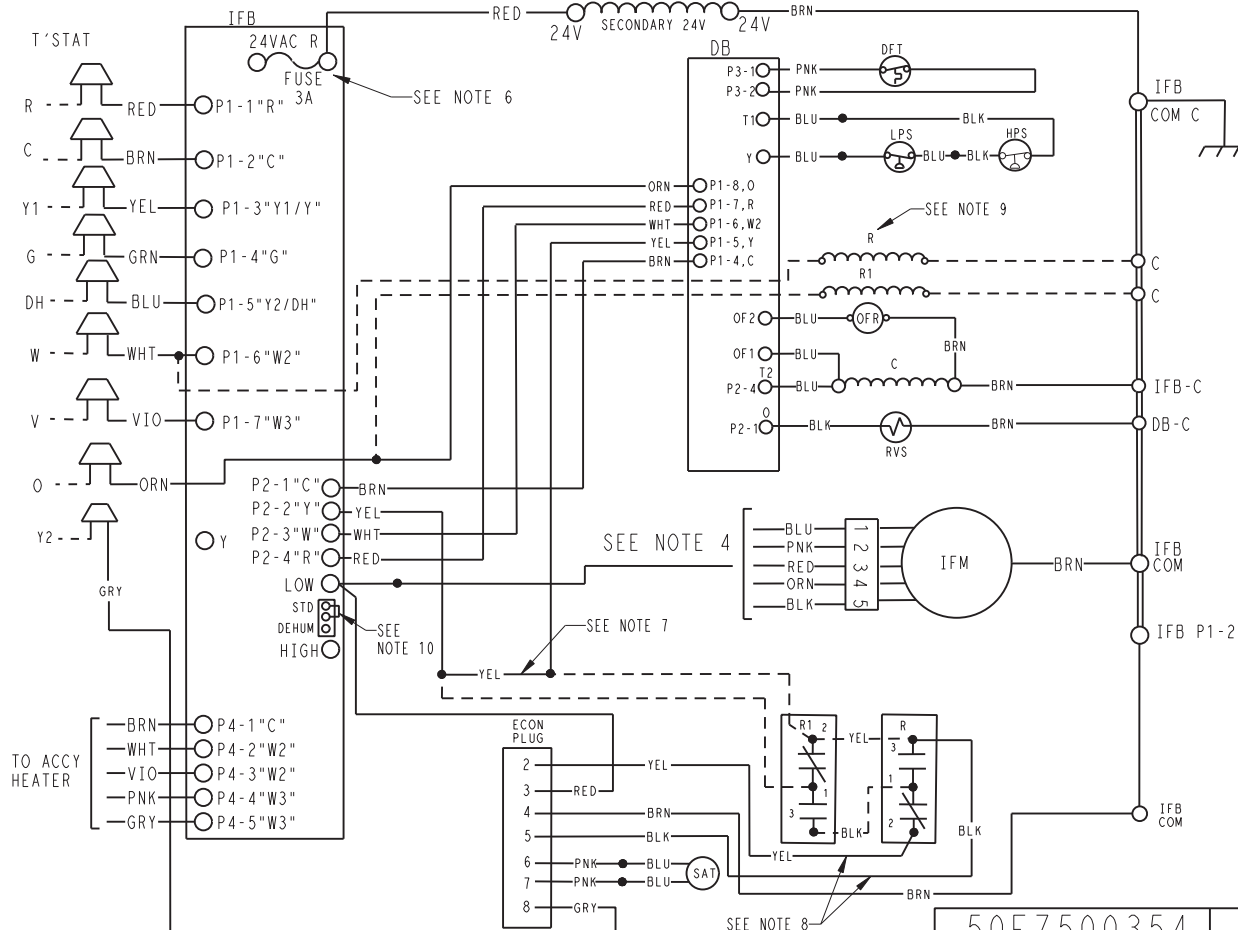 IFB
RED
24V
SECONDARY 24V
24V
BRN
T'STAT
24VAC R
FUSE
3A
SEE NOTE 6
DB
P3-1
PNK
DFT
P3-2
PNK
IFB
COM C
R
RED
P1-1"R"
T1
BLU
BLK
C
BRN
P1-2"C"
Y
BLU
LPS
BLU
BLK
HPS
Y1
YEL
P1-3"Y1/Y"
ORN
P1-8,O
RED
P1-7,R
WHT
P1-6,W2
YEL
P1-5,Y
BRN
P1-4,C
SEE NOTE 9
G
GRN
P1-4"G"
R
C
R1
C
DH
BLU
P1-5"Y2/DH"
OF2
BLU
OFR
BRN
W
WHT
P1-6"W2"
OF1
BLU
T2
P2-4
BLU
C
BRN
IFB-C
V
VIO
P1-7"W3"
O
P2-1
BLK
RVS
BRN
DB-C
O
ORN
P2-1"C"
BRN
P2-2"Y"
YEL
P2-3"W"
WHT
P2-4"R"
RED
Y2
Y
LOW
STD
DEHUM
SEE
NOTE 10
HIGH
GRY
SEE NOTE 4
BLU
1
PNK
2
RED
3
ORN
4
BLK
5
IFM
BRN
IFB
COM
SEE NOTE 7
IFB P1-2
YEL
TO ACCY
HEATER
BRN
P4-1"C"
WHT
P4-2"W2"
VIO
P4-3"W2"
PNK
P4-4"W3"
GRY
P4-5"W3"
ECON
PLUG
2
YEL
3
RED
4
BRN
5
BLK
6
PNK
BLU
7
PNK
BLU
SAT
8
GRY
R1
2
1
3
YEL
BLK
R
3
1
2
BLK
YEL
BRN
IFB
COM
SEE NOTE 8
50E7500354